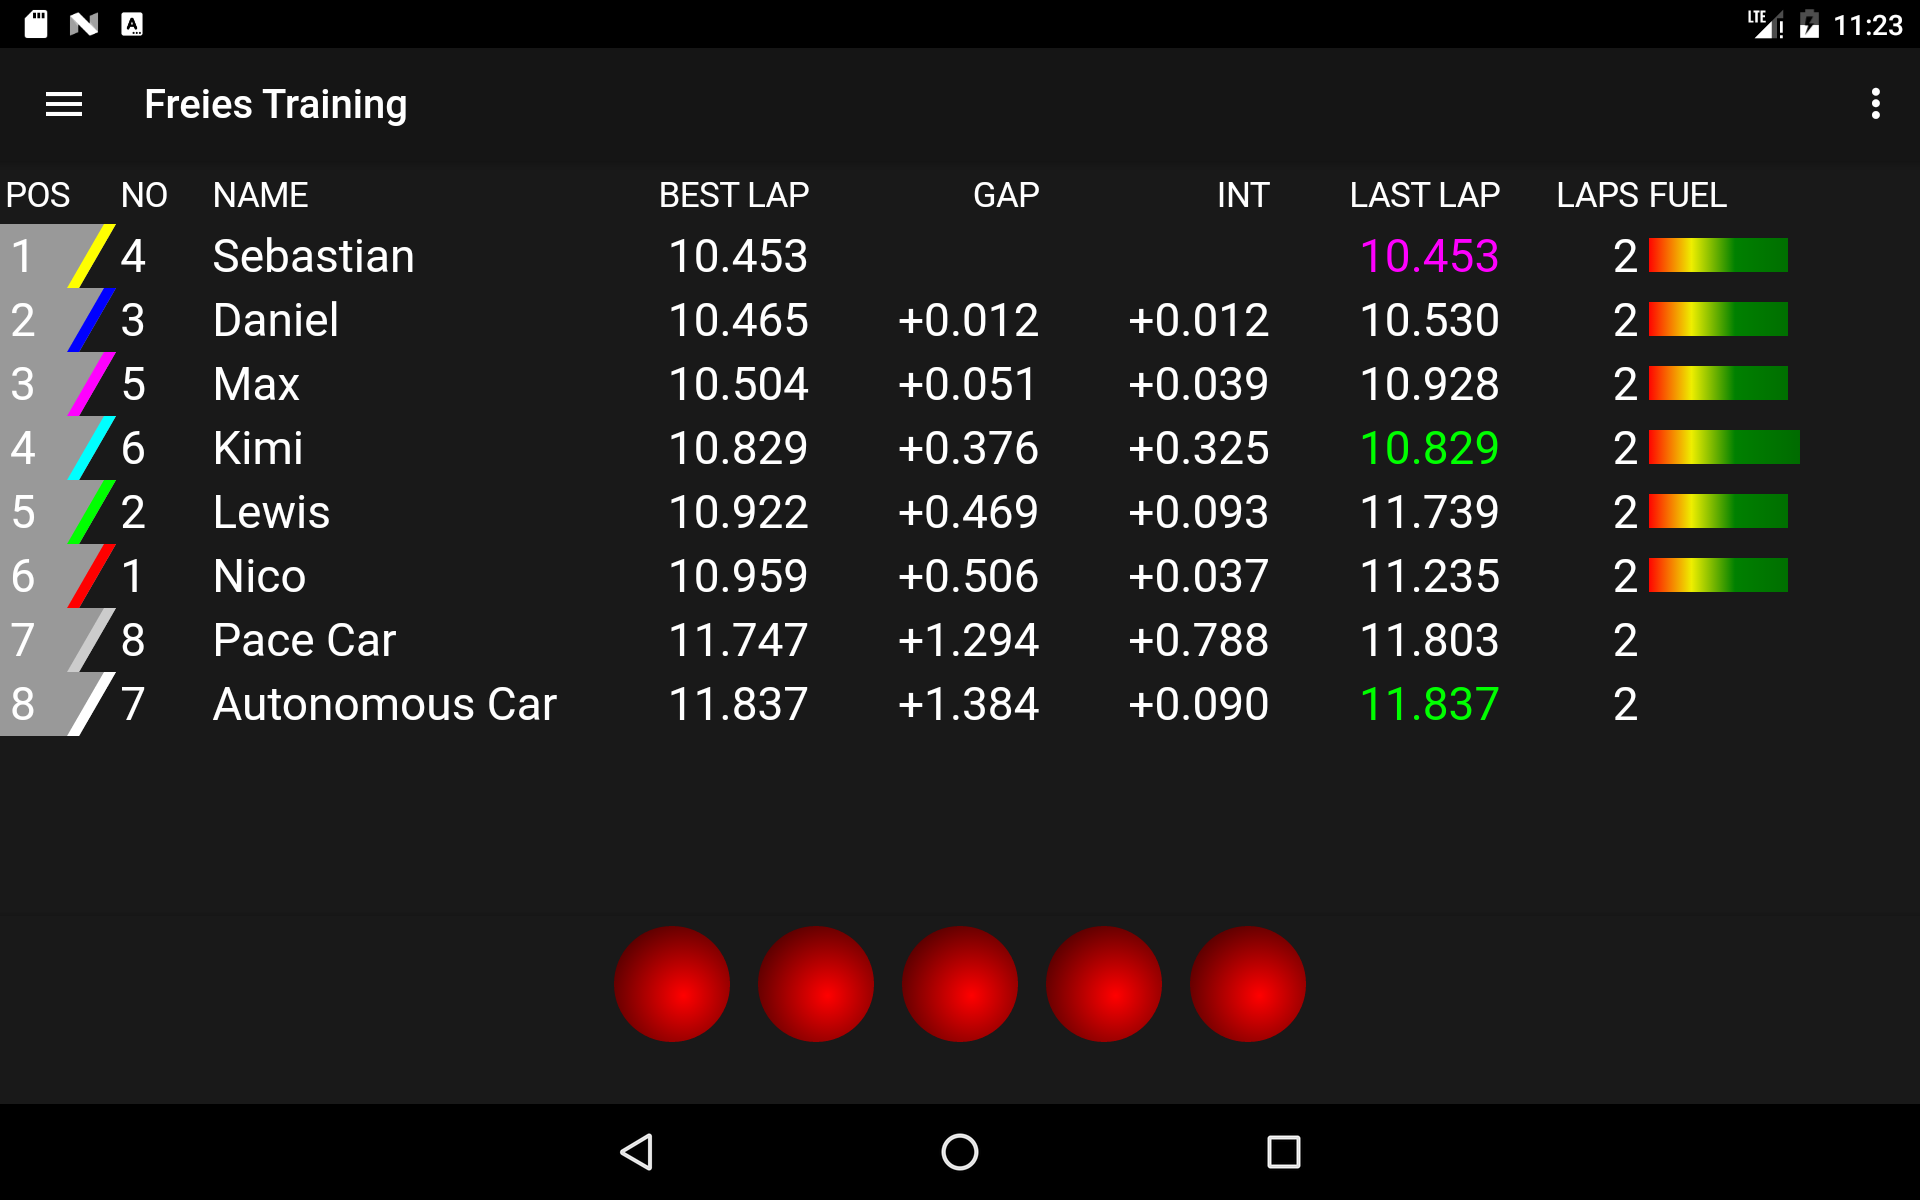 LTE 11:23
Freies Training
POS NO NAME BEST LAP GAP INT LAST LAP LAPS FUEL
1 4 Sebastian 10.453 10.453 2
2 3 Daniel 10.465 +0.012 +0.012 10.530 2
3 5 Max 10.504 +0.051 +0.039 10.928 2
4 6 Kimi 10.829 +0.376 +0.325 10.829 2
5 2 Lewis 10.922 +0.469 +0.093 11.739 2
6 1 Nico 10.959 +0.506 +0.037 11.235 2
7 8 Pace Car 11.747 +1.294 +0.788 11.803 2
8 7 Autonomous Car 11.837 +1.384 +0.090 11.837 2